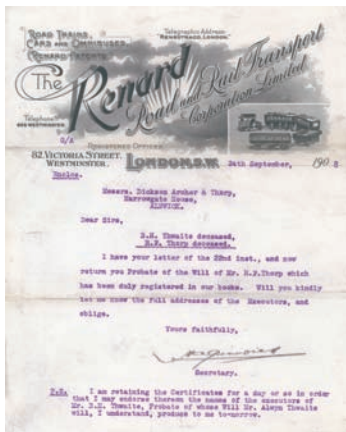 ROAD TRAINS,
CARS AND OMNIBUSES.
RENARD PATENTS.
Telegraphic Address:
"RENROTRACO, LONDON."
The Renard
Road and Rail Transport
Corporation Limited
Telephone
WESTMINSTER.
REGISTERED OFFICES
82, VICTORIA STREET,
WESTMINSTER.
LONDON. S.W.
24th September, 190
Enclos.
Messrs. Dickson Archer & Thorp,
Narrowgate House,
ALNWICK.
Dear Sirs,
B.H. Thwaite deceased,
R.F. Thorp deceased.
I have your letter of the 22nd inst., and now
return you Probate of the Will of Mr. R.F.Thorp which
has been duly registered in our books. Will you kindly
let me know the full addresses of the Executors, and
oblige.
Yours faithfully,
Secretary.
P.S. I am retaining the Certificates for a day or so in order
that I may endorse thereon the names of the executors of
Mr. B.H. Thwaite, Probate of whose Will Mr. Alwyn Thwaite
will, I understand, produce to me to-morrow.